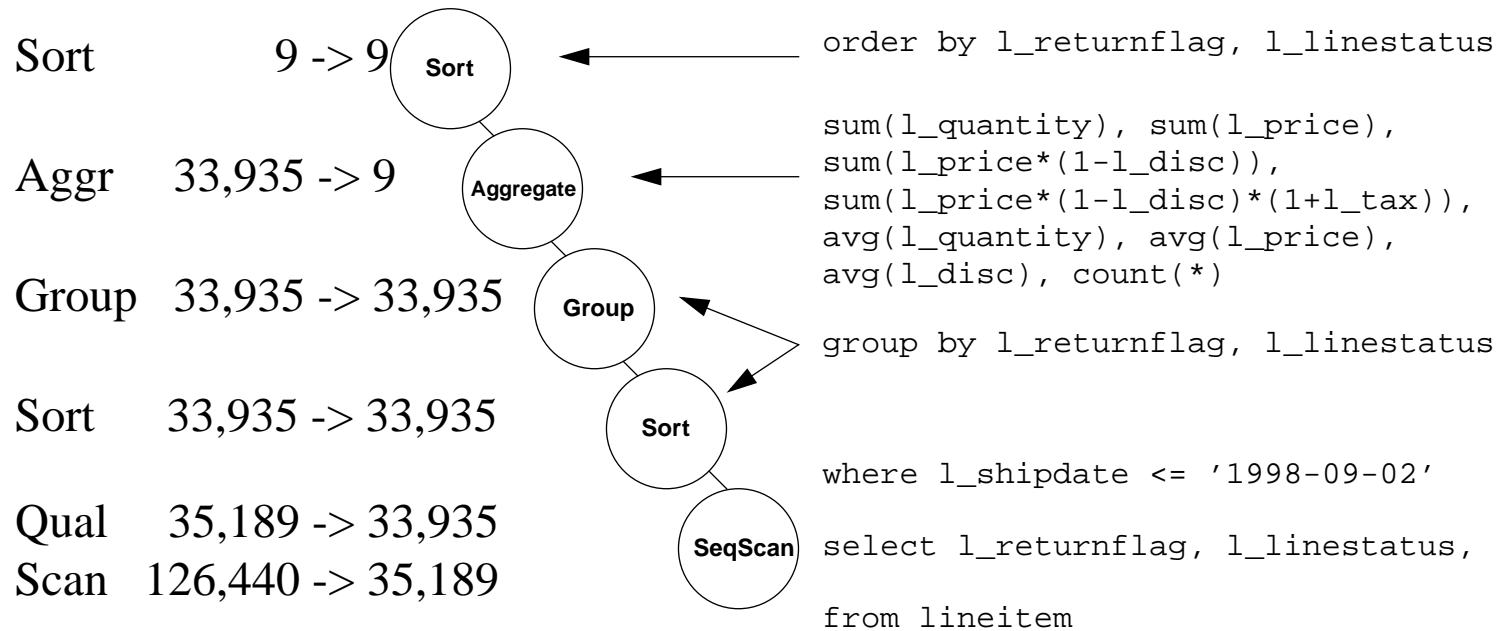 Sort 9 -> 9
Sort
order by l_returnflag, l_linestatus
sum(l_quantity), sum(l_price),
sum(l_price*(1-l_disc)),
sum(l_price*(1-l_disc)*(1+l_tax)),
avg(l_quantity), avg(l_price),
avg(l_disc), count(*)
Aggr 33,935 -> 9
Aggregate
Group 33,935 -> 33,935
Group
group by l_returnflag, l_linestatus
Sort 33,935 -> 33,935
Sort
where l_shipdate <= ’1998-09-02’
Qual 35,189 -> 33,935
Scan 126,440 -> 35,189
SeqScan
select l_returnflag, l_linestatus,
from lineitem